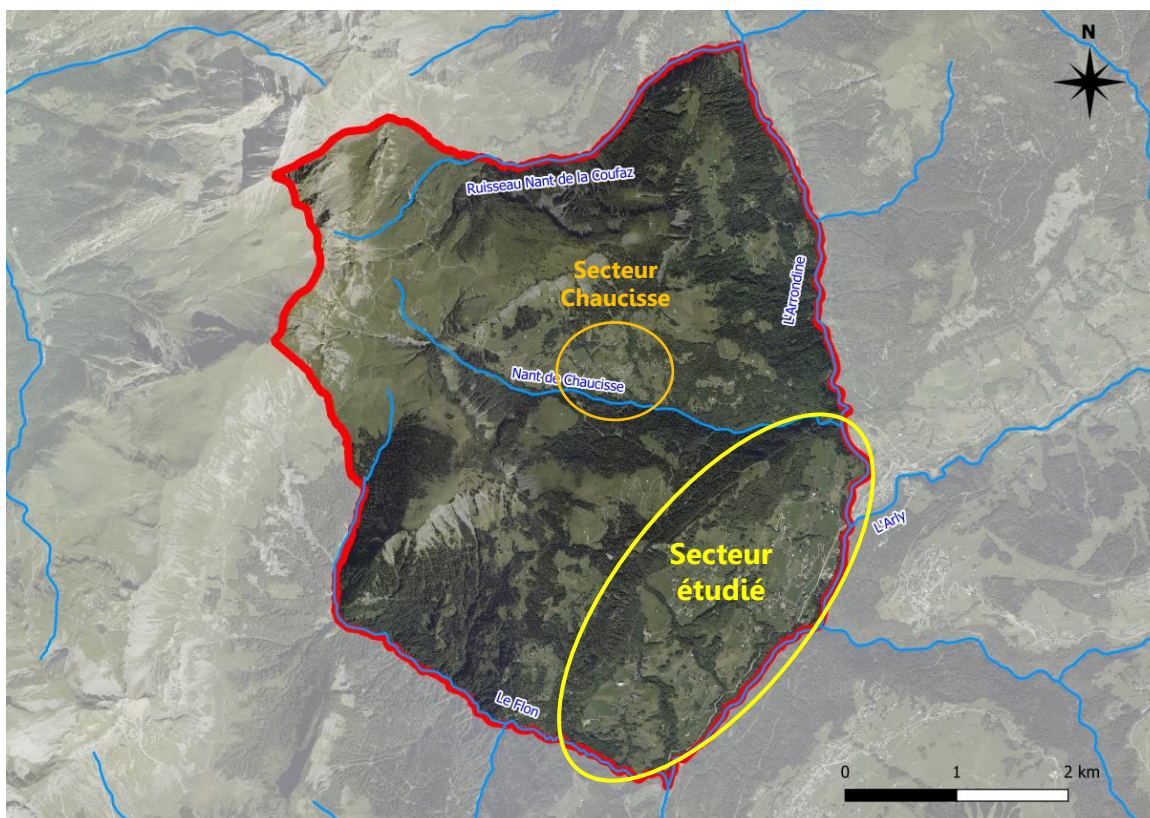 N
Ruisseau Nant de la Coufaz
Secteur
Chaucisse
L'Arrondine
Nant de Chaucisse
L'Arly
Secteur
étudié
Le Flon
0 1 2 km